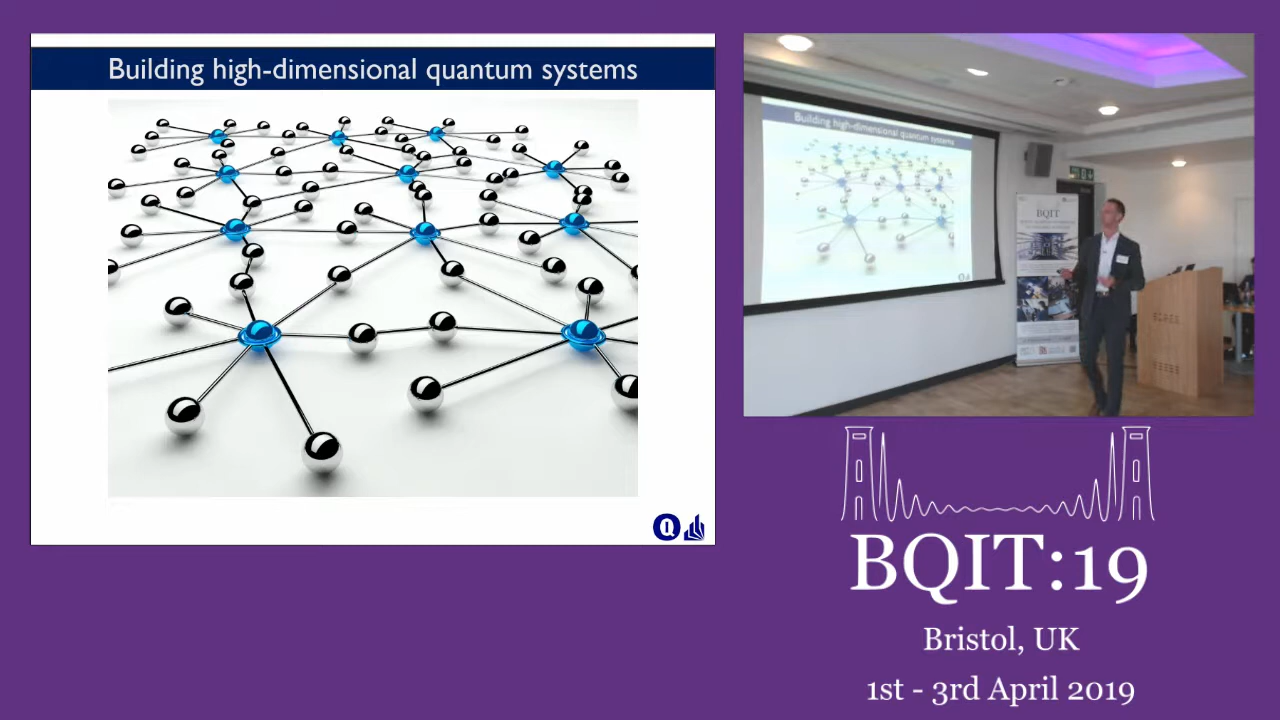 Building high-dimensional quantum systems
Q
Building high-dimensional quantum systems
BQIT
BQIT:19
Bristol, UK
1st - 3rd April 2019